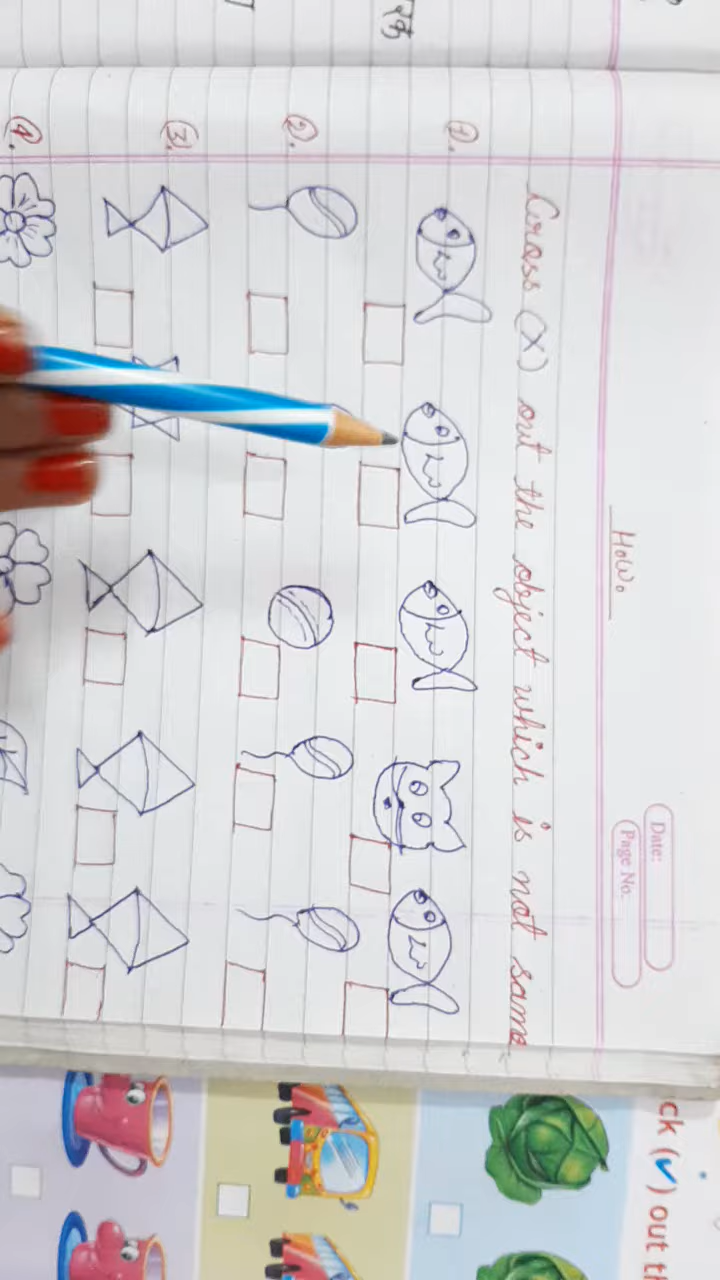 Date:
Page No.
H.W.
Cross (X) out the object which is not same.
1.
2.
3.
4.
ck (✓) out t